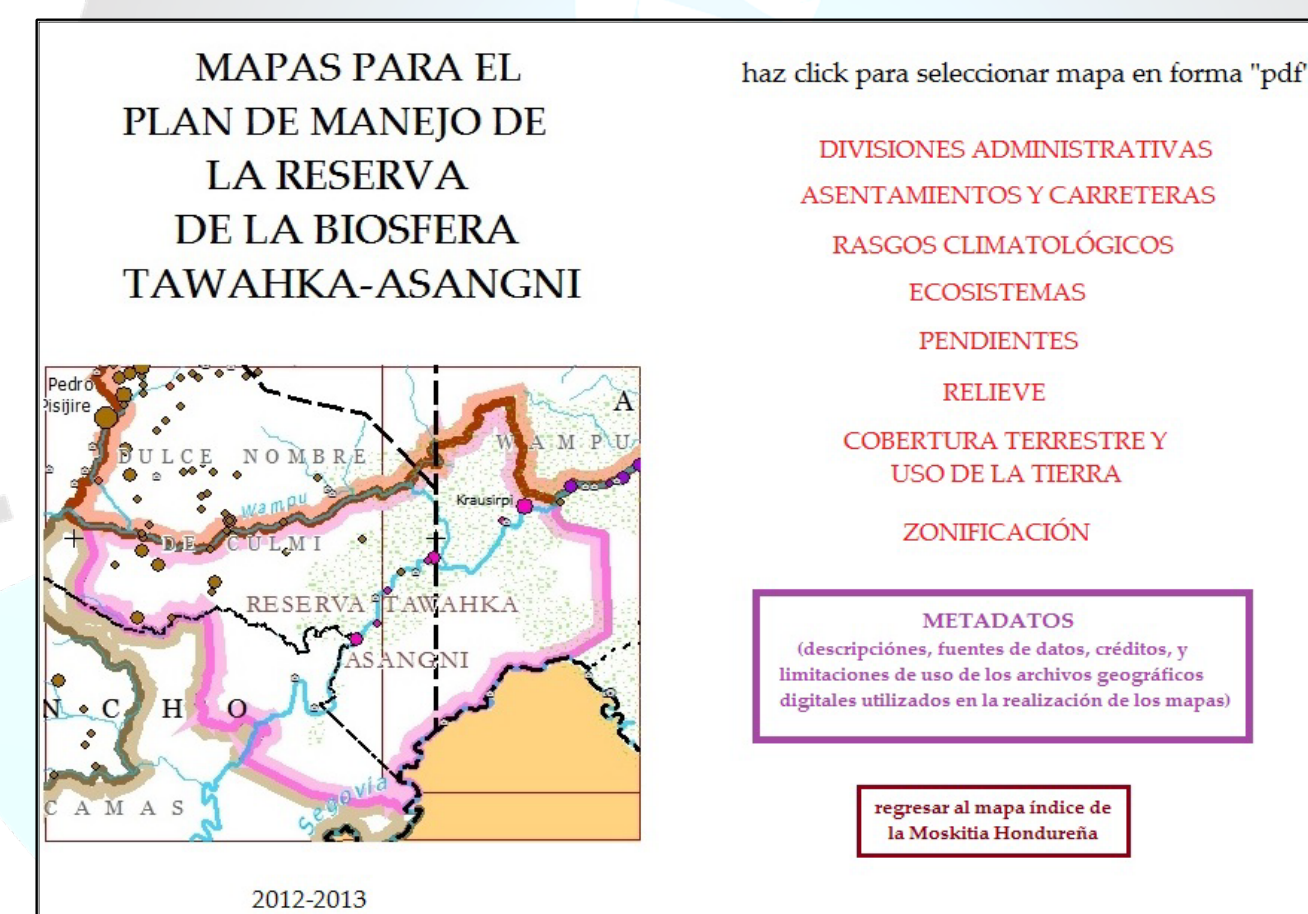 MAPAS PARA EL
PLAN DE MANEJO DE
LA RESERVA
DE LA BIOSFERA
TAWAHKA-ASANGNI
Pedro
Pisijire
A
DULCE NOMBRE
WAMPU
Wampu
Krausirpi
DE CULMI
RESERVA TAWAHKA
ASANGNI
N C H O
CAMAS
Segovia
2012-2013
haz click para seleccionar mapa en forma "pdf"
DIVISIONES ADMINISTRATIVAS
ASENTAMIENTOS Y CARRETERAS
RASGOS CLIMATOLÓGICOS
ECOSISTEMAS
PENDIENTES
RELIEVE
COBERTURA TERRESTRE Y
USO DE LA TIERRA
ZONIFICACIÓN
METADATOS
(descripciónes, fuentes de datos, créditos, y
limitaciones de uso de los archivos geográficos
digitales utilizados en la realización de los mapas)
regresar al mapa índice de
la Moskitia Hondureña